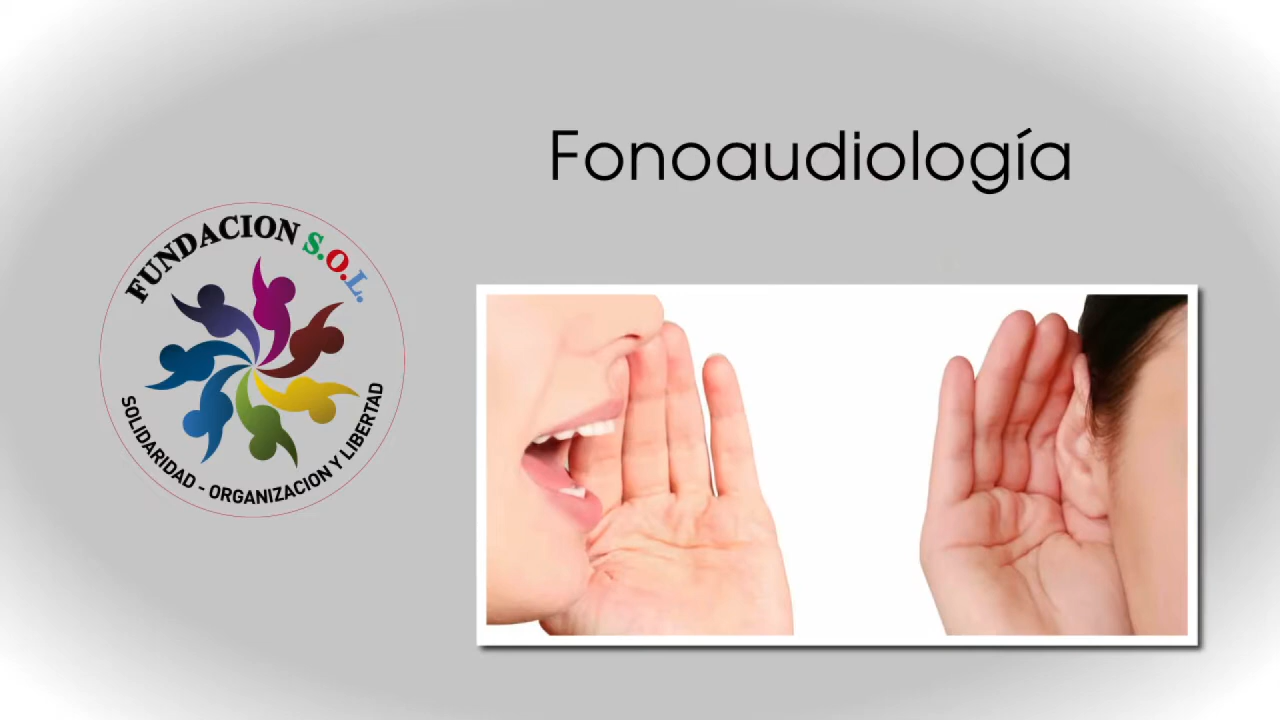 Fonoaudiología
FUNDACION S.O.L.
SOLIDARIDAD - ORGANIZACION Y LIBERTAD